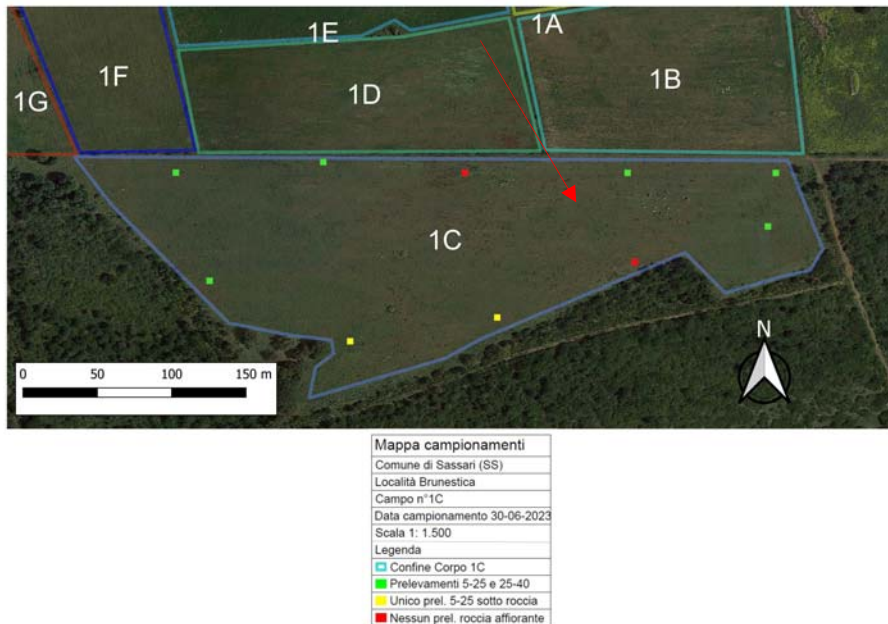 1E
1A
1G
1F
1D
1B
1C
N
0 50 100 150 m
Mappa campionamenti
Comune di Sassari (SS)
Località Brunestica
Campo n°1C
Data campionamento 30-06-2023
Scala 1: 1.500
Legenda
Confine Corpo 1C
Prelevamenti 5-25 e 25-40
Unico prel. 5-25 sotto roccia
Nessun prel. roccia affiorante